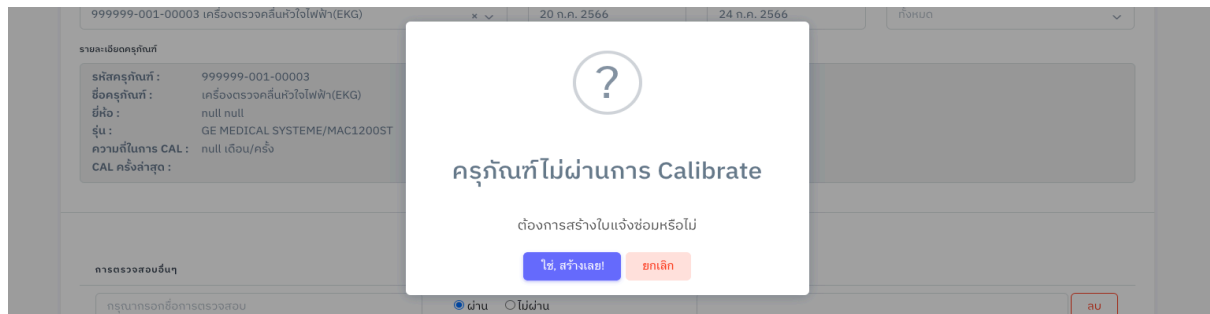 999999-001-00003 เครื่องตรวจคลื่นหัวใจไฟฟ้า(EKG) × 20 ก.ค. 2566 24 ก.ค. 2566 ทั้งหมด
รายละเอียดครุภัณฑ์
รหัสครุภัณฑ์ : 999999-001-00003
ชื่อครุภัณฑ์ : เครื่องตรวจคลื่นหัวใจไฟฟ้า(EKG)
ยี่ห้อ : null null
รุ่น : GE MEDICAL SYSTEME/MAC1200ST
ความถี่ในการ CAL : null เดือน/ครั้ง
CAL ครั้งล่าสุด :
?
ครุภัณฑ์ไม่ผ่านการ Calibrate
ต้องการสร้างใบแจ้งซ่อมหรือไม่
ใช่, สร้างเลย! ยกเลิก
การตรวจสอบอื่นๆ
กรุณากรอกชื่อการตรวจสอบ ผ่าน ไม่ผ่าน ลบ